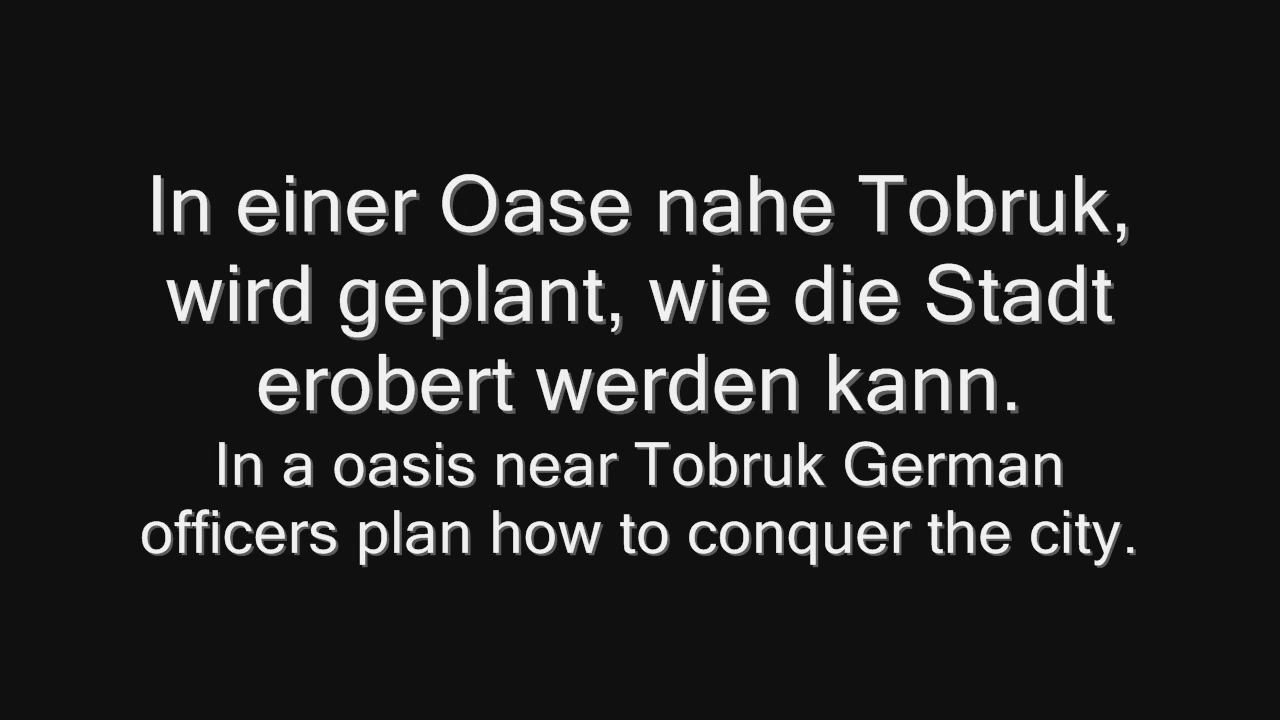 In einer Oase nahe Tobruk,
wird geplant, wie die Stadt
erobert werden kann.
In a oasis near Tobruk German
officers plan how to conquer the city.